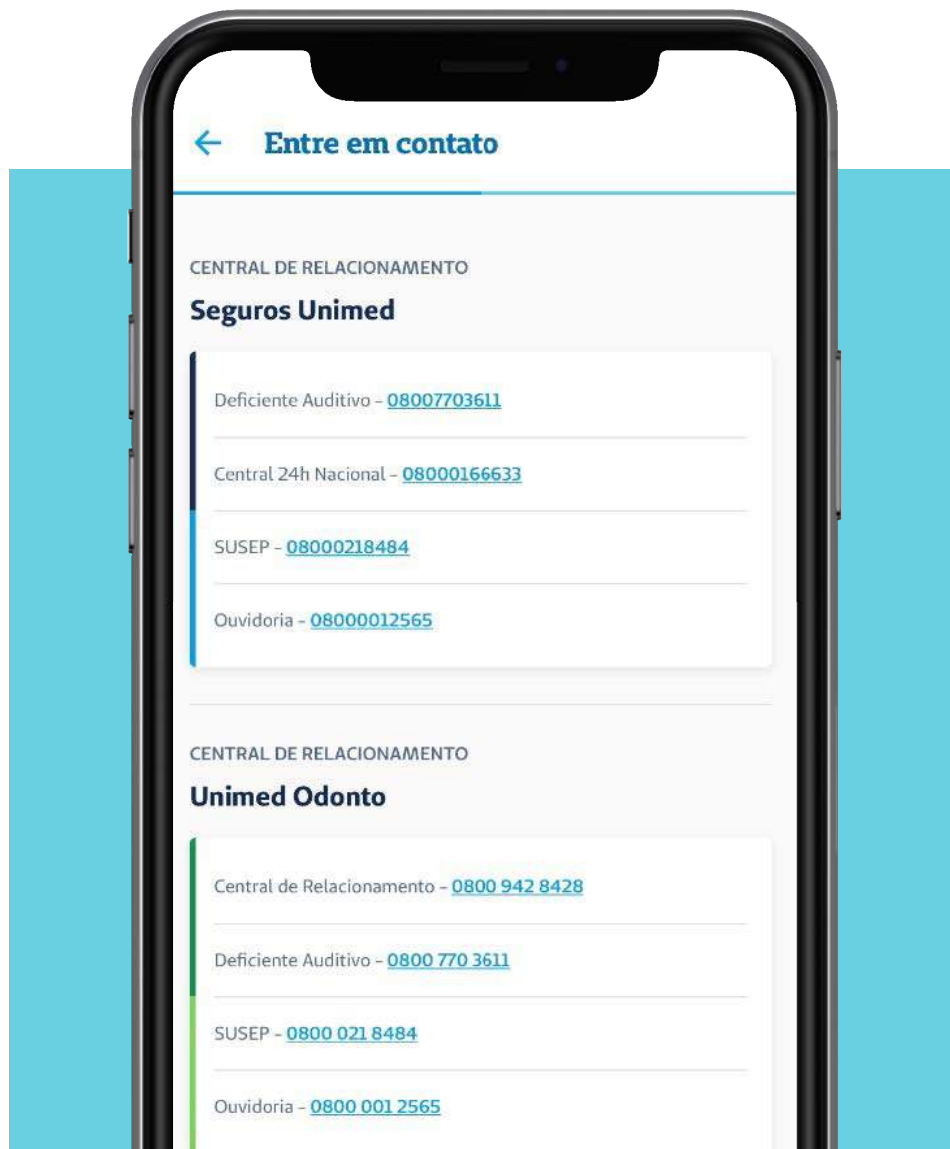 Entre em contato
CENTRAL DE RELACIONAMENTO
Seguros Unimed
Deficiente Auditivo - 08007703611
Central 24h Nacional - 08000166633
SUSEP - 08000218484
Ouvidoria - 08000012565
CENTRAL DE RELACIONAMENTO
Unimed Odonto
Central de Relacionamento - 0800 942 8428
Deficiente Auditivo - 0800 770 3611
SUSEP - 0800 021 8484
Ouvidoria - 0800 001 2565